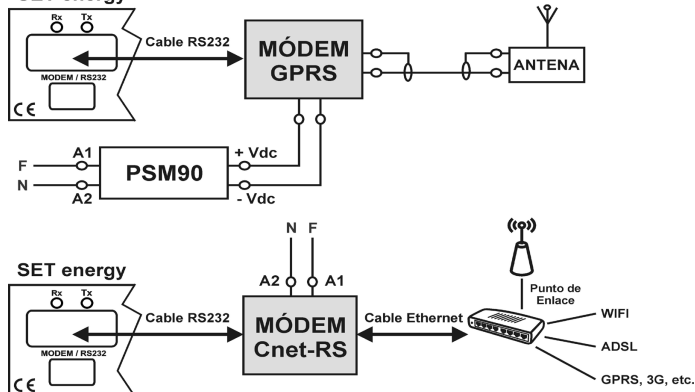 SET energy
Rx Tx
Cable RS232
MÓDEM
GPRS
ANTENA
MODEM / RS232
CE
F
A1
+ Vdc
PSM90
N
A2
- Vdc
N F
A2 A1
SET energy
Rx Tx
Cable RS232
MÓDEM
Cnet-RS
Cable Ethernet
Punto de
Enlace
WIFI
ADSL
GPRS, 3G, etc.
MODEM / RS232
CE